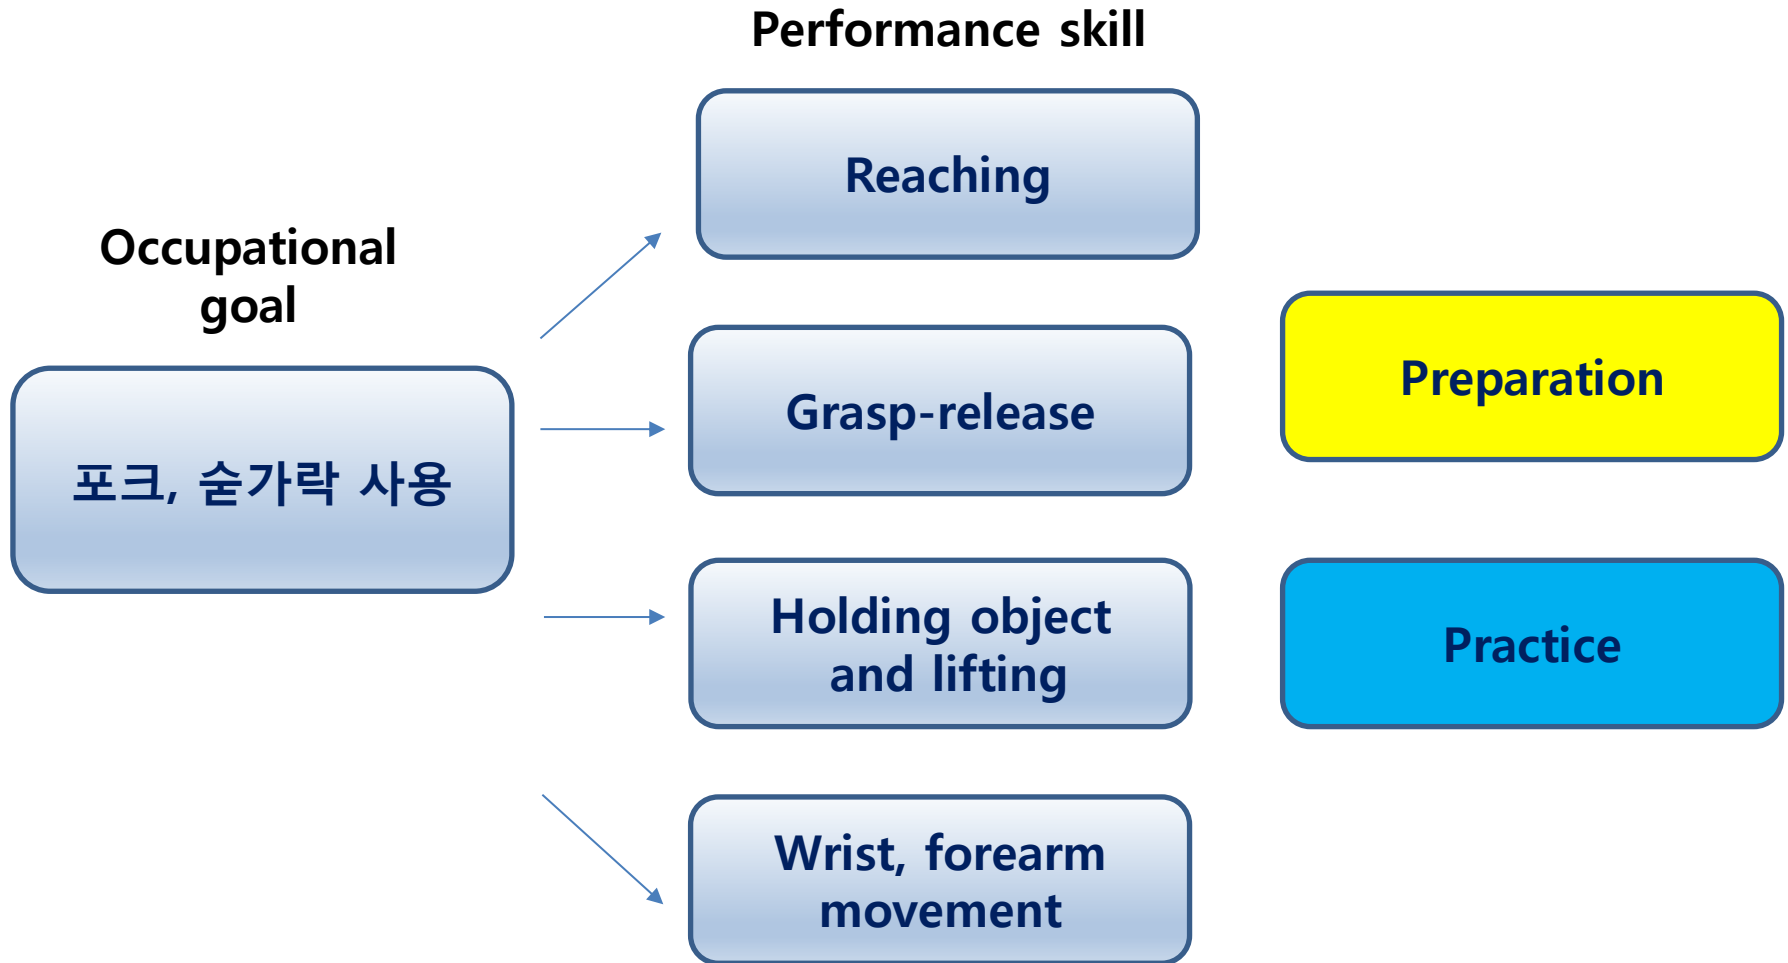 Performance skill
Reaching
Occupational
goal
Preparation
Grasp-release
포크, 숟가락 사용
Holding object
and lifting
Practice
Wrist, forearm
movement